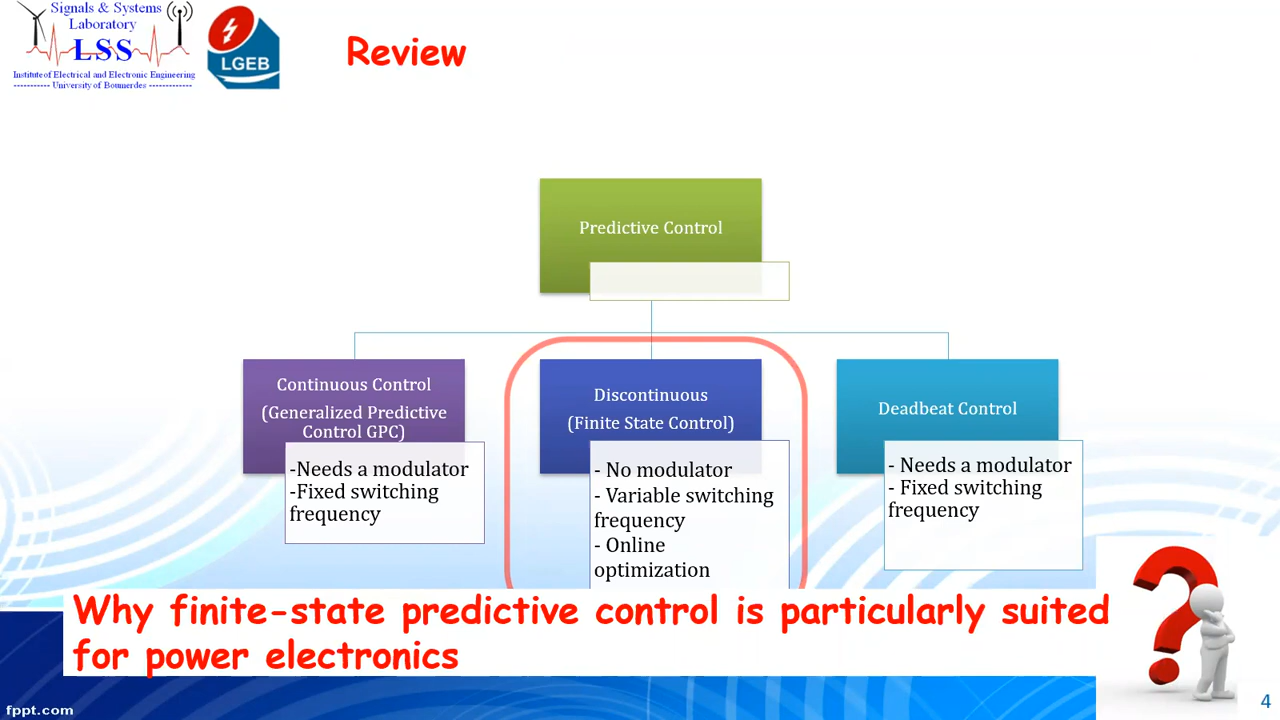 Signals & Systems
Laboratory
LSS
Institute of Electrical and Electronic Engineering
----------- University of Boumerdes -------------
LGEB
Review
Predictive Control
Continuous Control
(Generalized Predictive
Control GPC)
-Needs a modulator
-Fixed switching
frequency
Discontinuous
(Finite State Control)
- No modulator
- Variable switching
frequency
- Online
optimization
Deadbeat Control
- Needs a modulator
- Fixed switching
frequency
Why finite-state predictive control is particularly suited
for power electronics
fppt.com
4